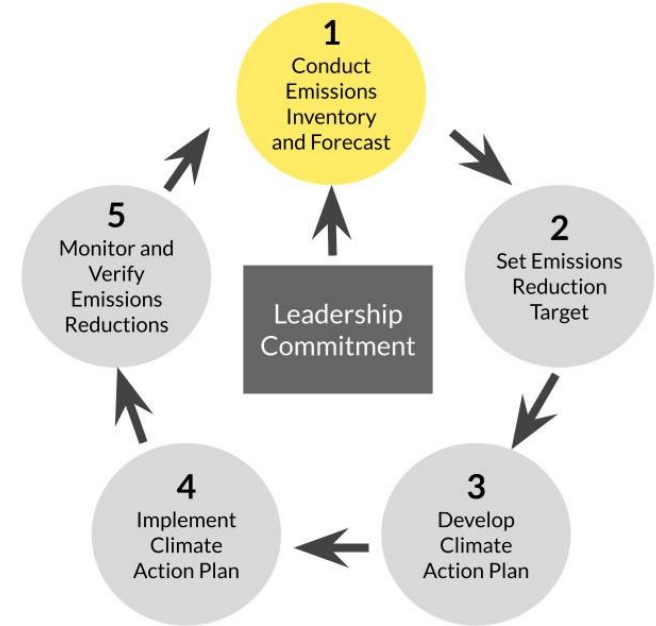 1
Conduct
Emissions
Inventory
and Forecast
2
Set Emissions
Reduction
Target
3
Develop
Climate
Action Plan
4
Implement
Climate
Action Plan
5
Monitor and
Verify
Emissions
Reductions
Leadership
Commitment